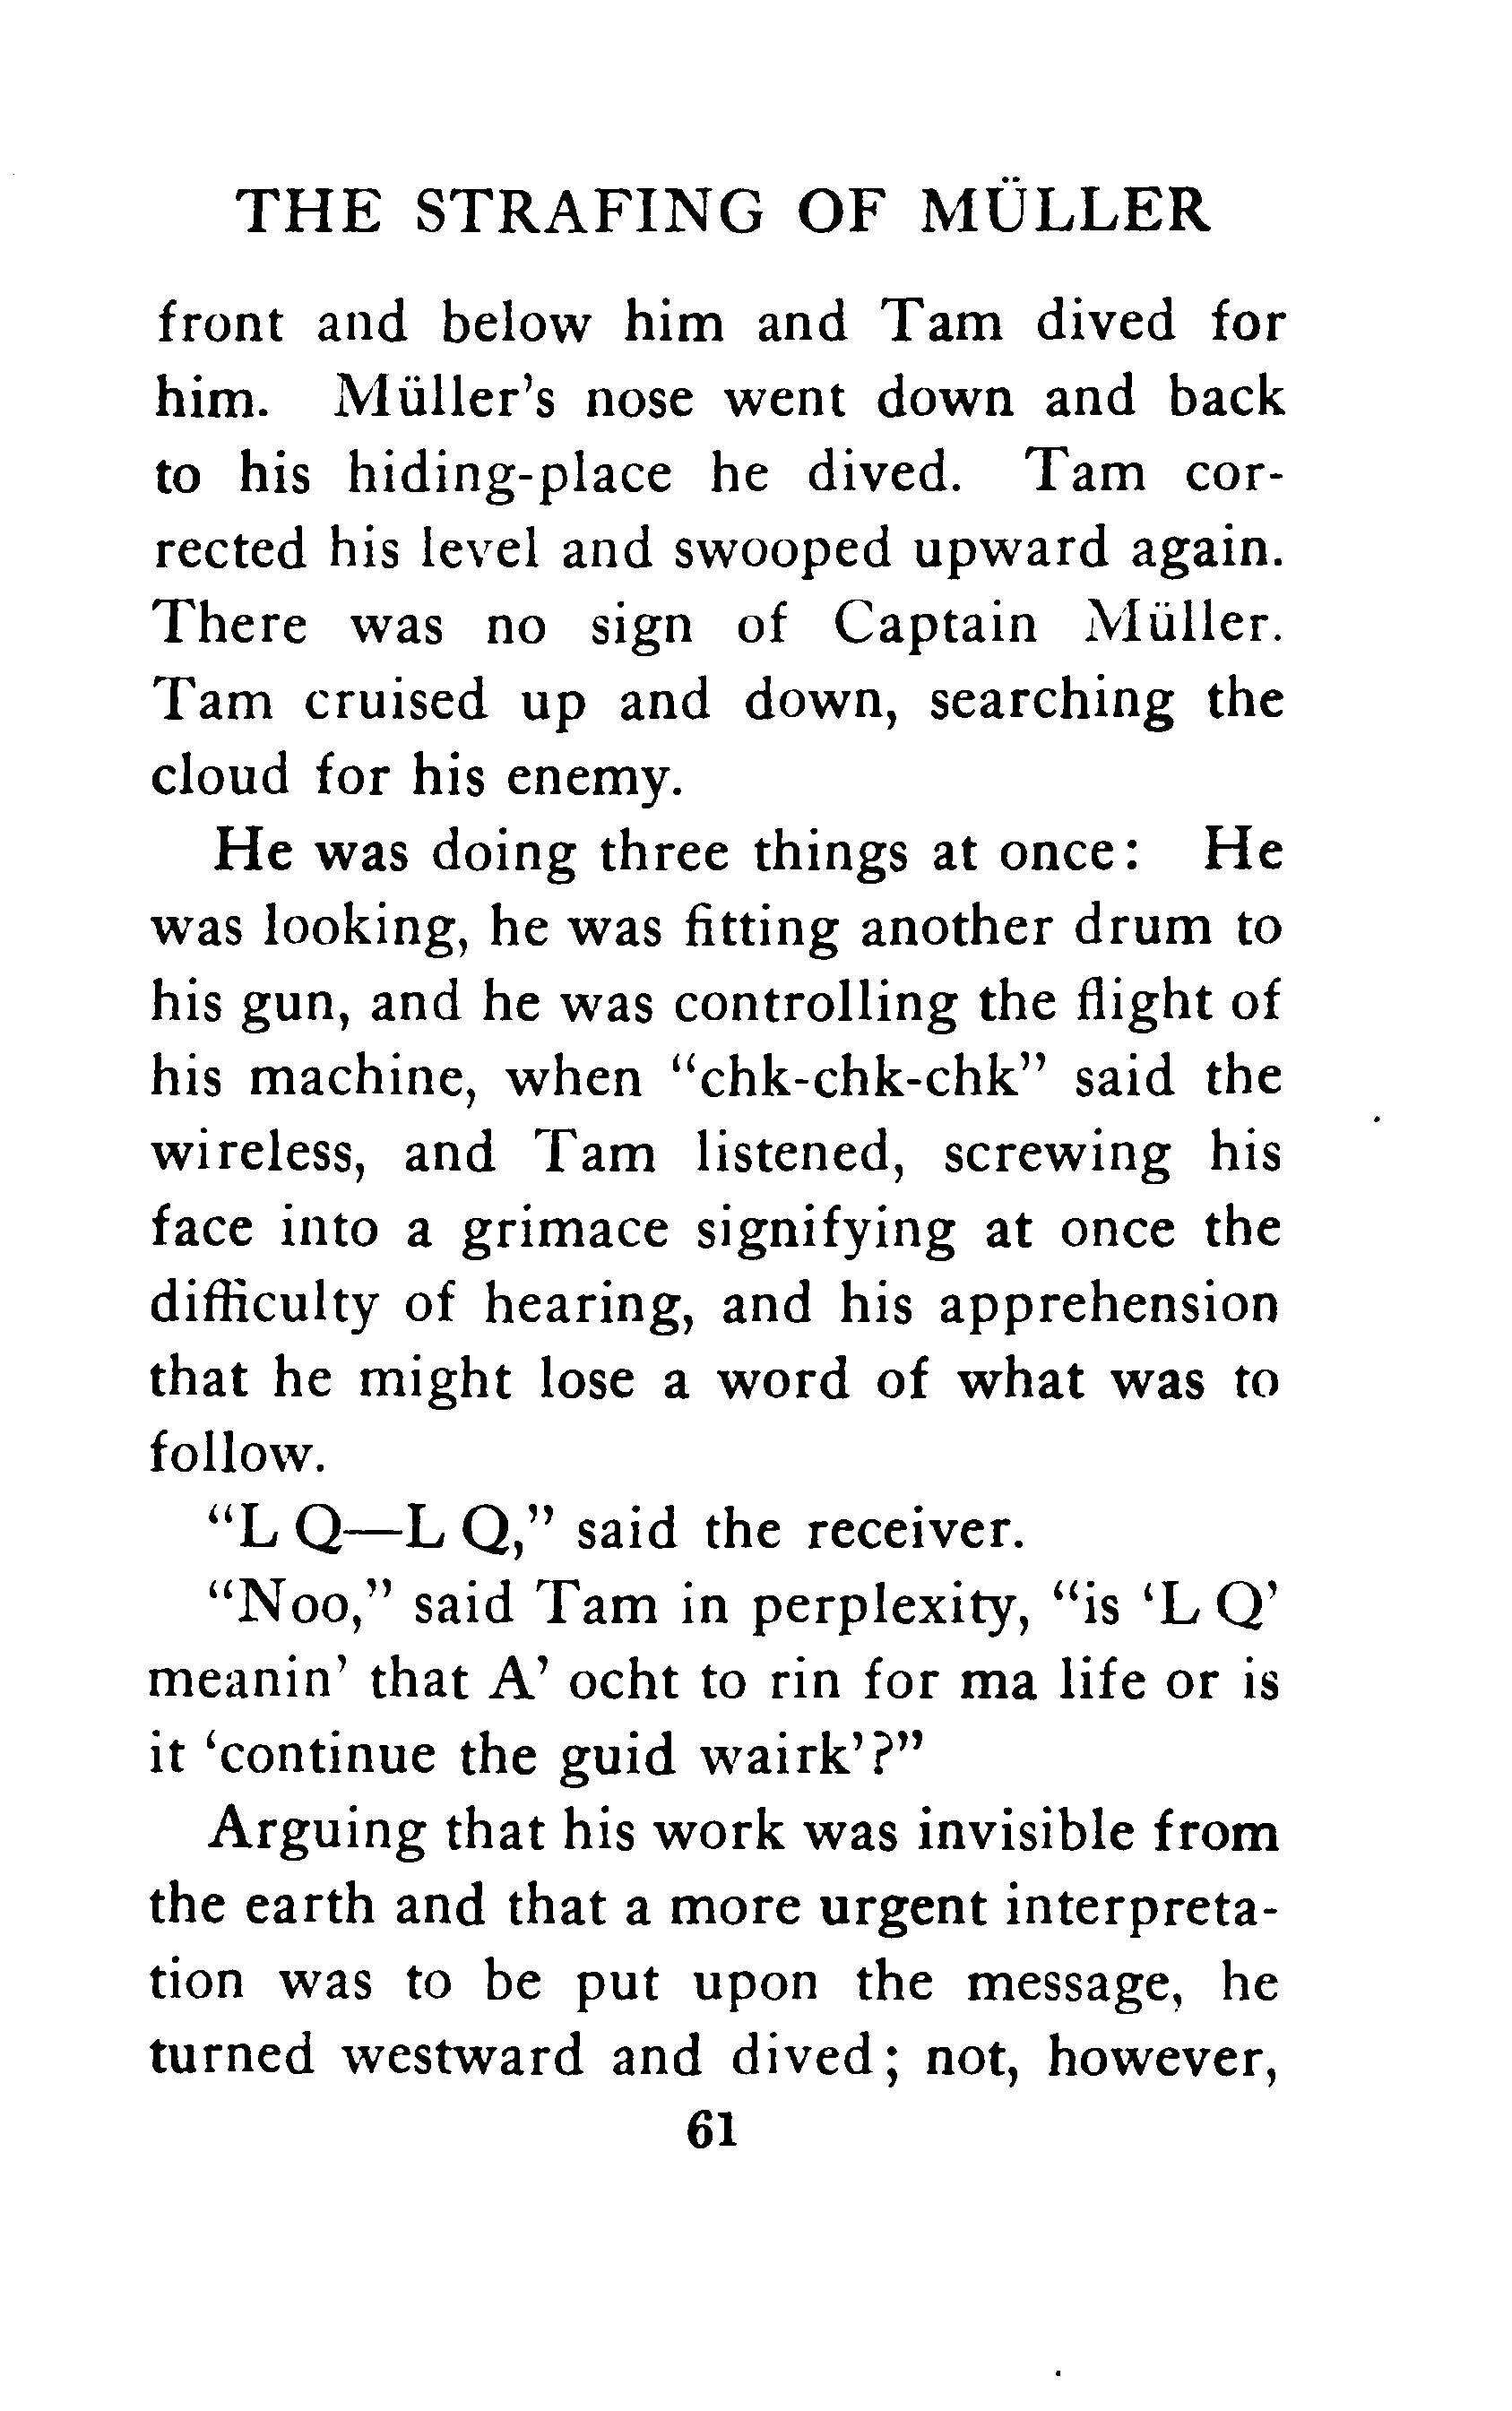 THE STRAFING OF MÜLLER
front and below him and Tam dived for
him. Müller's nose went down and back
to his hiding-place he dived. Tam cor-
rected his level and swooped upward again.
There was no sign of Captain Müller.
Tam cruised up and down, searching the
cloud for his enemy.
He was doing three things at once: He
was looking, he was fitting another drum to
his gun, and he was controlling the flight of
his machine, when “chk-chk-chk” said the
wireless, and Tam listened, screwing his
face into a grimace signifying at once the
difficulty of hearing, and his apprehension
that he might lose a word of what was to
follow.
“L Q—L Q,” said the receiver.
“Noo,” said Tam in perplexity, “is ‘L Q’
meanin’ that A’ ocht to rin for ma life or is
it ‘continue the guid wairk’?”
Arguing that his work was invisible from
the earth and that a more urgent interpreta-
tion was to be put upon the message, he
turned westward and dived; not, however,
61